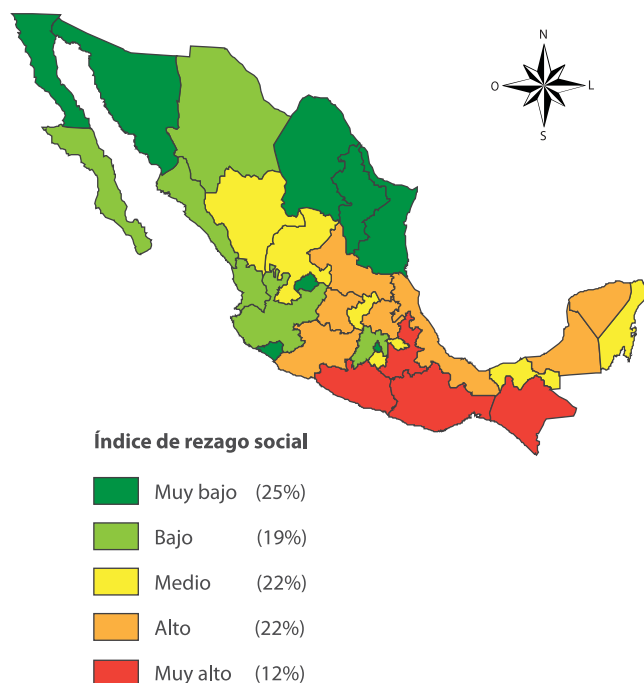 N
O L
S
Índice de rezago social
Muy bajo (25%)
Bajo (19%)
Medio (22%)
Alto (22%)
Muy alto (12%)